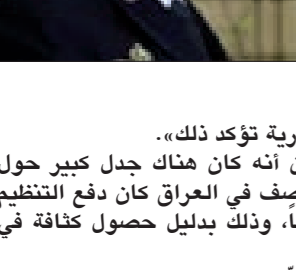 رية تؤكد ذلك».
ن أنه كان هناك جدل كبير حول
صف في العراق كان دفع التنظيم
ـاً، وذلك بدليل حصول كثافة في